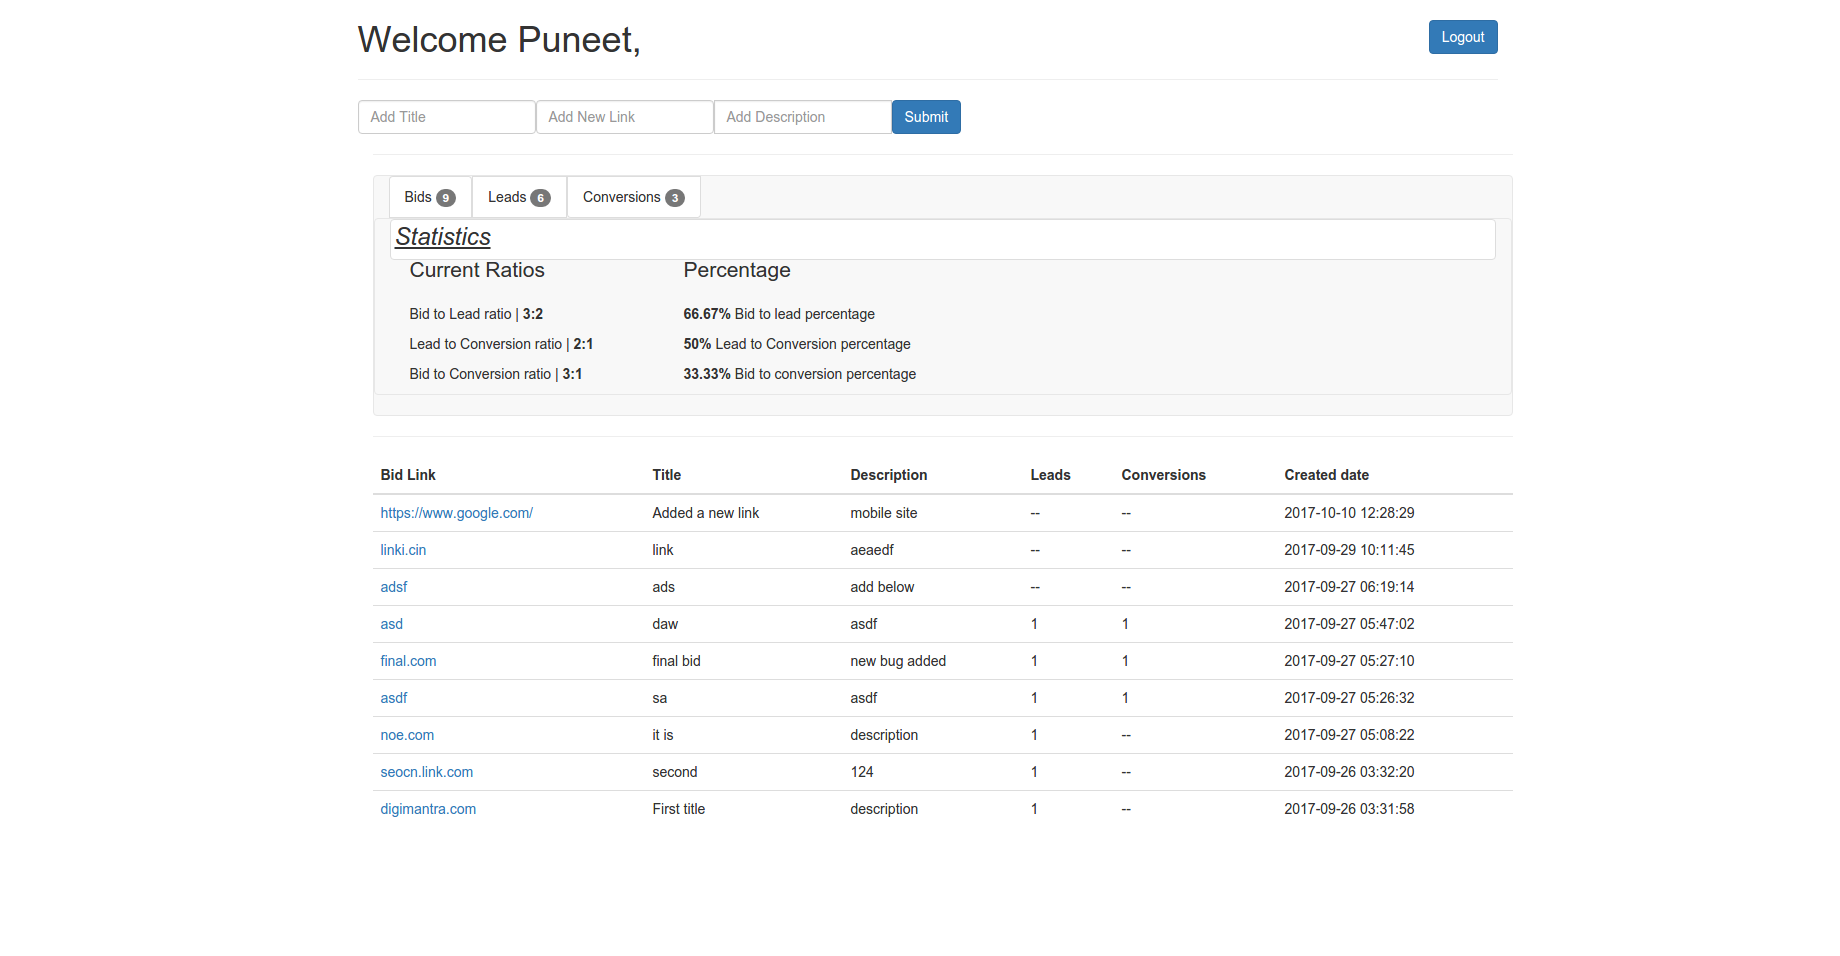 Welcome Puneet,
Logout
Add Title Add New Link Add Description Submit
Bids 9 Leads 6 Conversions 3
Statistics
Current Ratios Percentage
Bid to Lead ratio | 3:2 66.67% Bid to lead percentage
Lead to Conversion ratio | 2:1 50% Lead to Conversion percentage
Bid to Conversion ratio | 3:1 33.33% Bid to conversion percentage
Bid Link Title Description Leads Conversions Created date
https://www.google.com/ Added a new link mobile site -- -- 2017-10-10 12:28:29
linki.cin link aeaedf -- -- 2017-09-29 10:11:45
adsf ads add below -- -- 2017-09-27 06:19:14
asd daw asdf 1 1 2017-09-27 05:47:02
final.com final bid new bug added 1 1 2017-09-27 05:27:10
asdf sa asdf 1 1 2017-09-27 05:26:32
noe.com it is description 1 -- 2017-09-27 05:08:22
seocn.link.com second 124 1 -- 2017-09-26 03:32:20
digimantra.com First title description 1 -- 2017-09-26 03:31:58